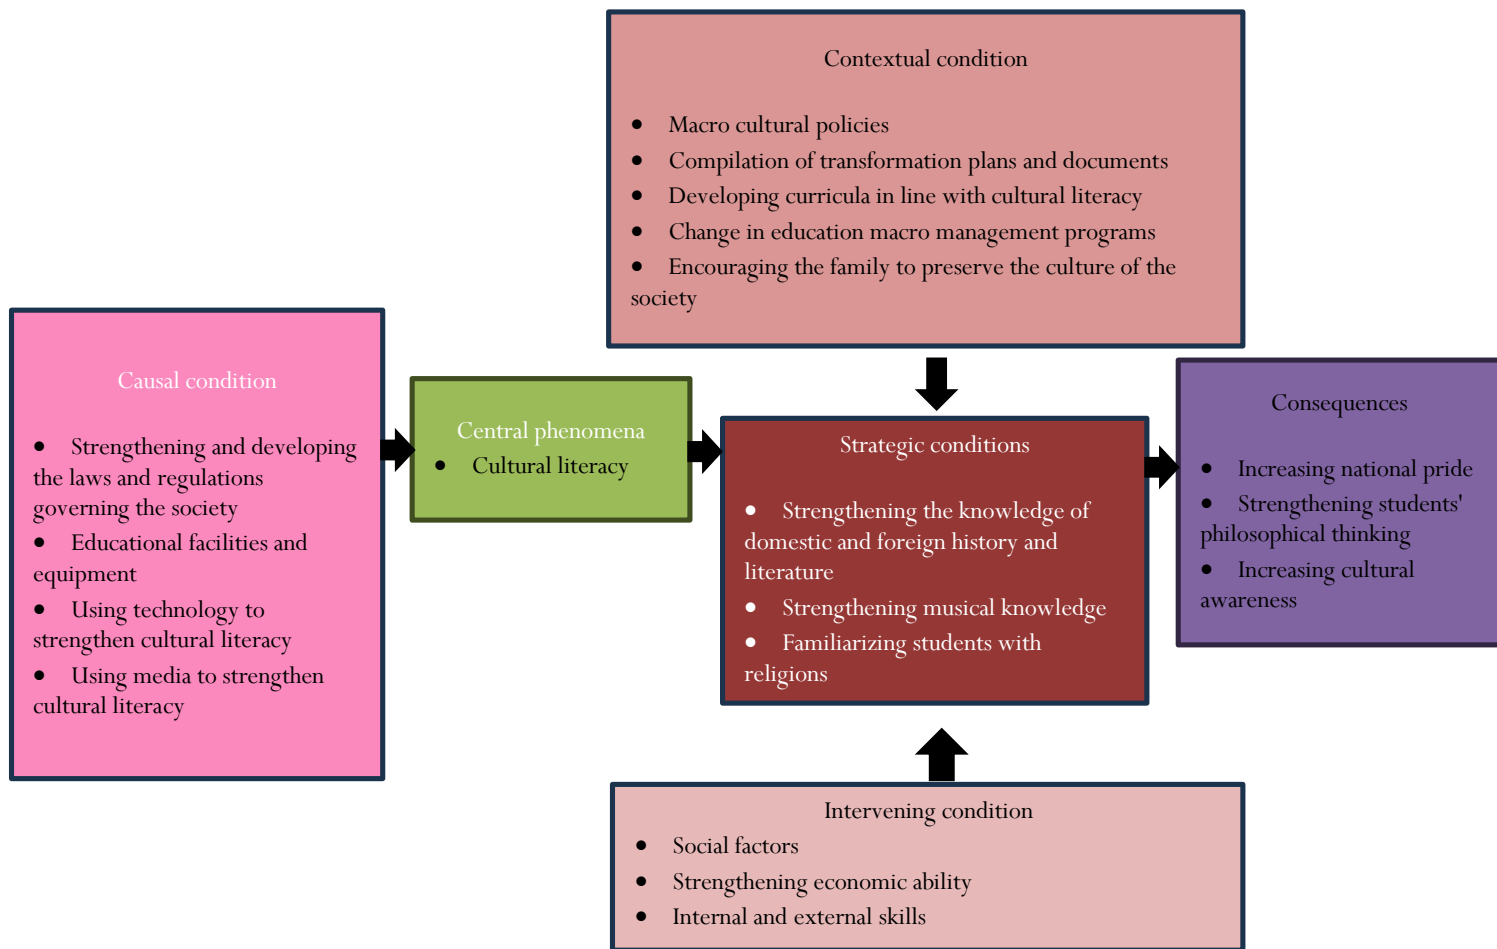 Contextual condition
• Macro cultural policies
• Compilation of transformation plans and documents
• Developing curricula in line with cultural literacy
• Change in education macro management programs
• Encouraging the family to preserve the culture of the
society
Causal condition
• Strengthening and developing
the laws and regulations
governing the society
• Educational facilities and
equipment
• Using technology to
strengthen cultural literacy
• Using media to strengthen
cultural literacy
Central phenomena
• Cultural literacy
Strategic conditions
• Strengthening the knowledge of
domestic and foreign history and
literature
• Strengthening musical knowledge
• Familiarizing students with
religions
Consequences
• Increasing national pride
• Strengthening students'
philosophical thinking
• Increasing cultural
awareness
Intervening condition
• Social factors
• Strengthening economic ability
• Internal and external skills